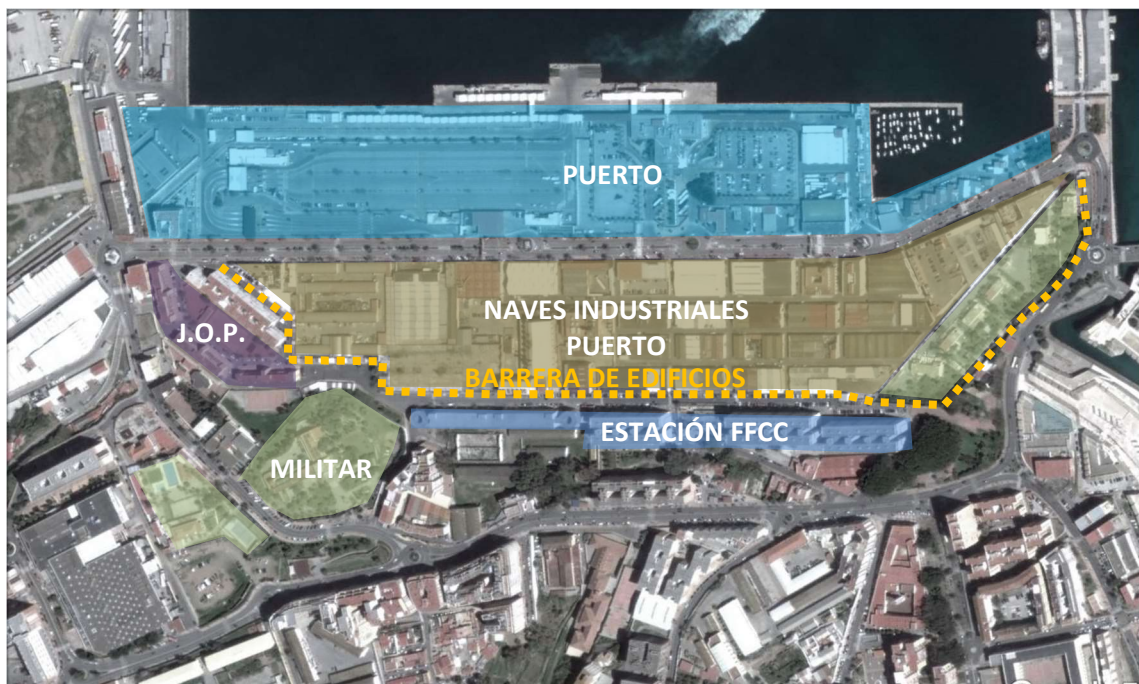 PUERTO
NAVES INDUSTRIALES
PUERTO
J.O.P.
BARRERA DE EDIFICIOS
ESTACIÓN FFCC
MILITAR